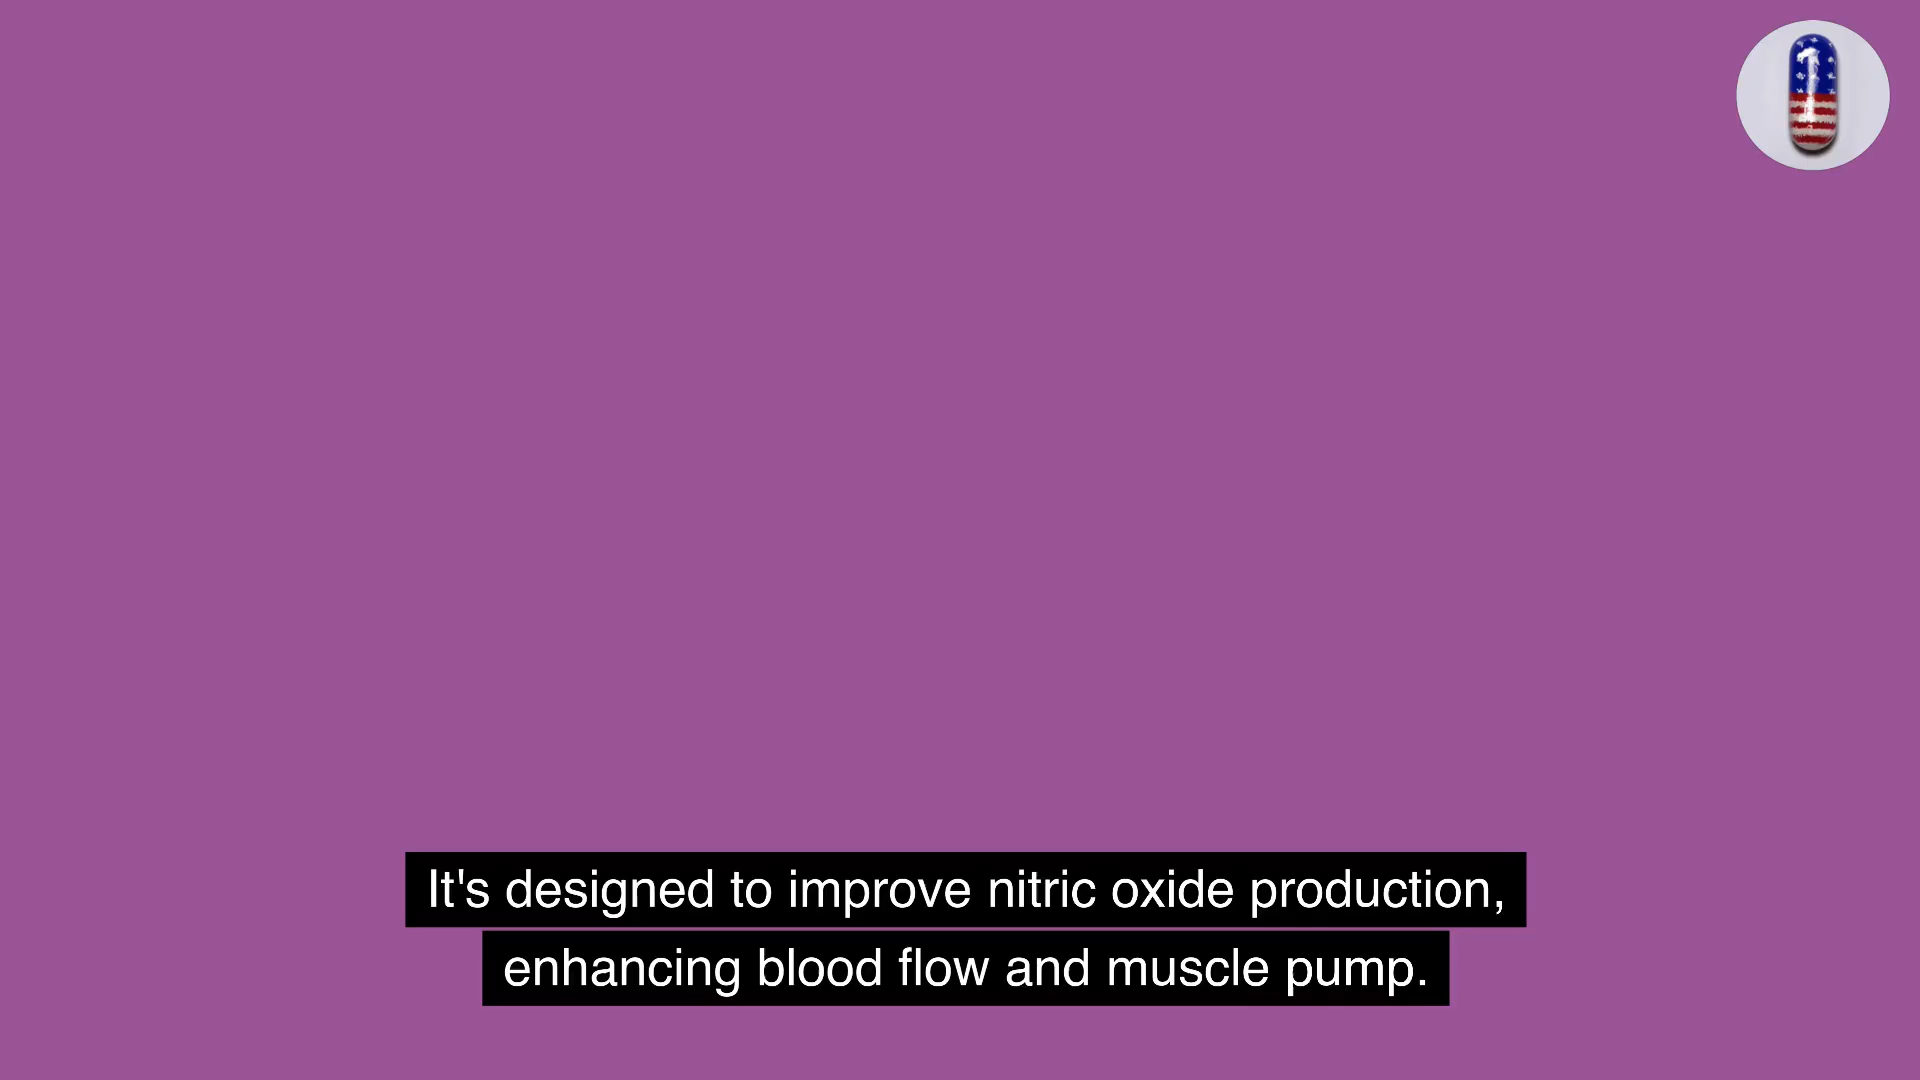 It's designed to improve nitric oxide production,
enhancing blood flow and muscle pump.